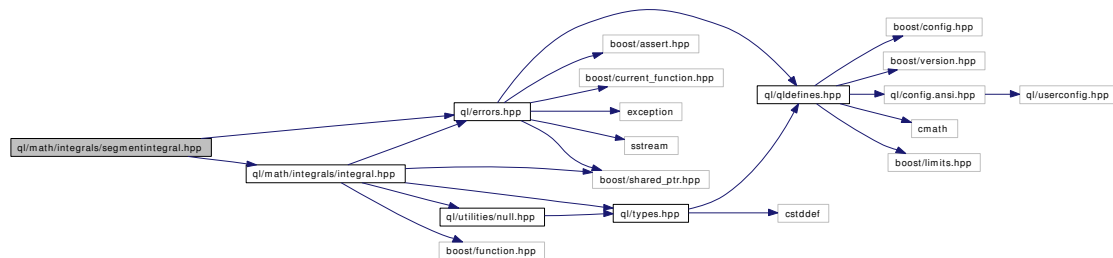 boost/config.hpp
boost/assert.hpp
boost/version.hpp
boost/current_function.hpp
ql/qldefines.hpp
ql/config.ansi.hpp
ql/userconfig.hpp
ql/errors.hpp
exception
cmath
ql/math/integrals/segmentintegral.hpp
sstream
boost/limits.hpp
ql/math/integrals/integral.hpp
boost/shared_ptr.hpp
ql/utilities/null.hpp
ql/types.hpp
cstddef
boost/function.hpp